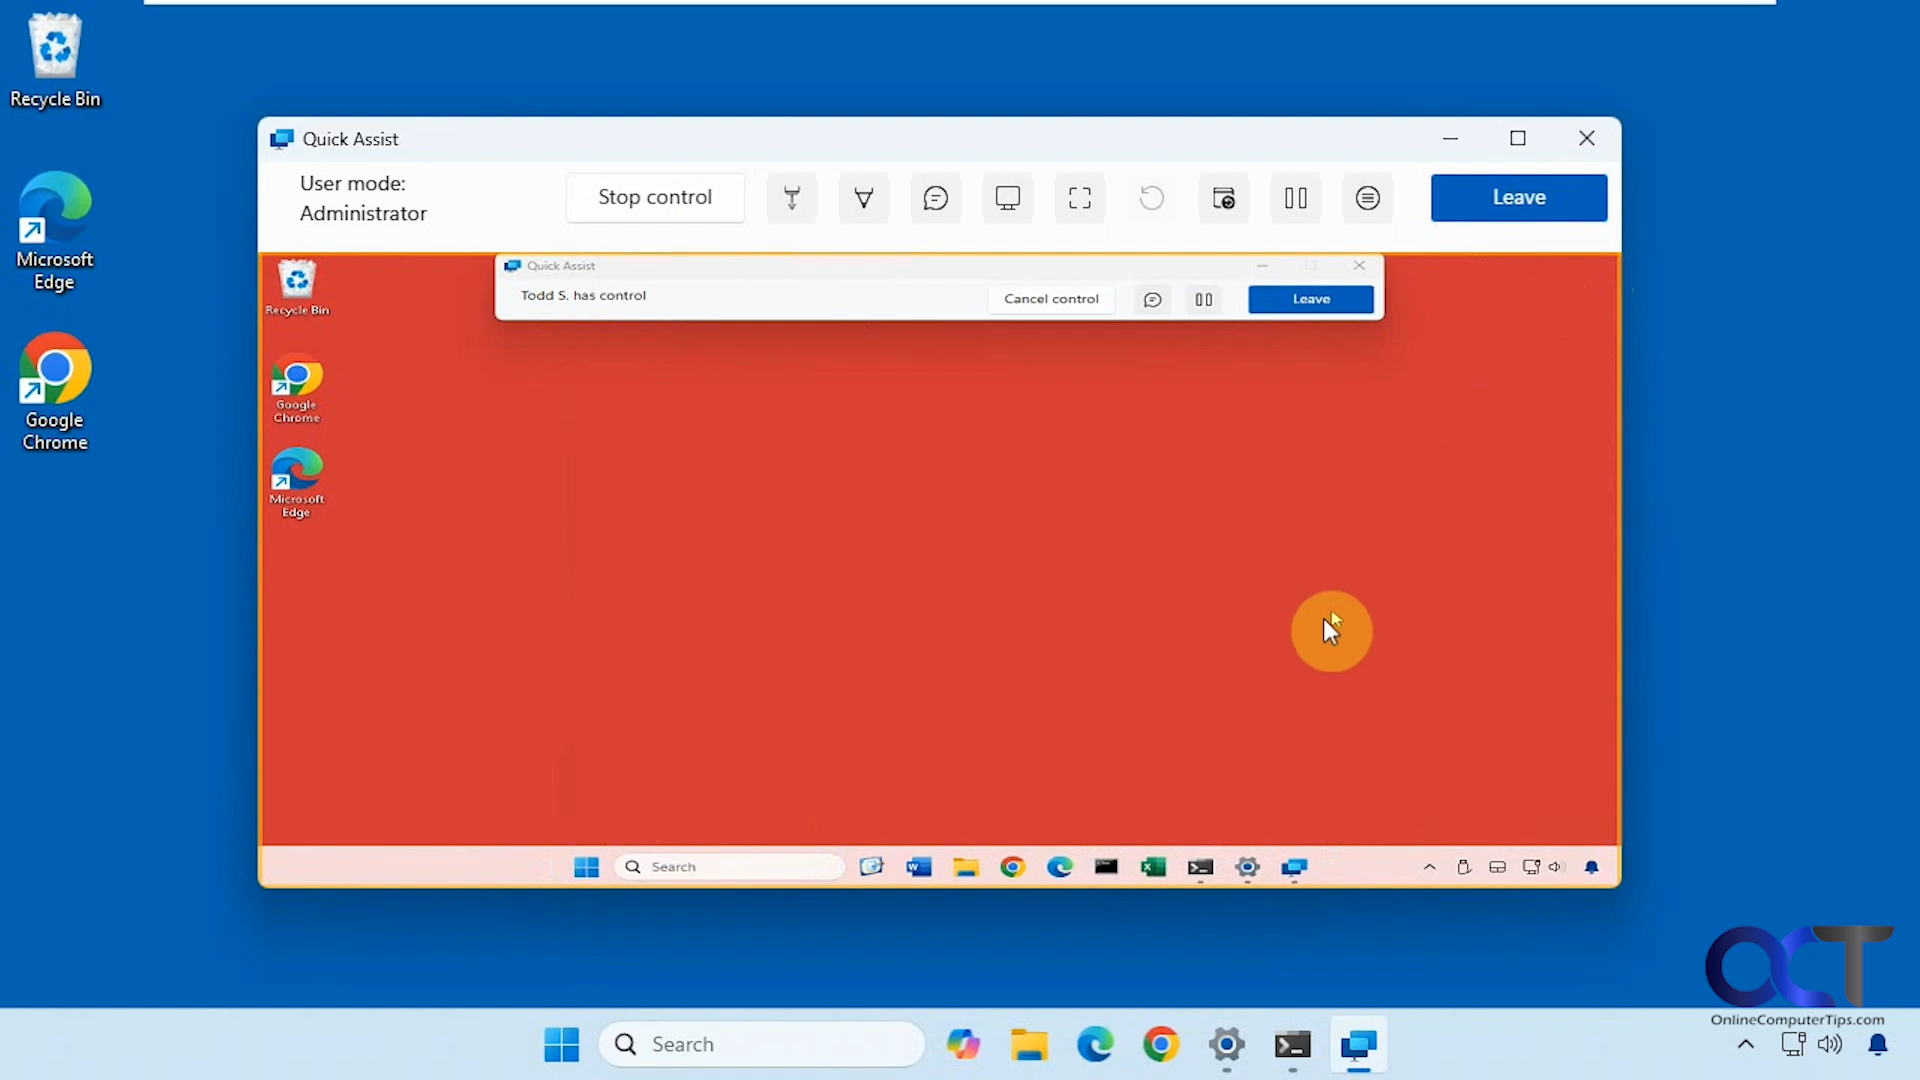 Recycle Bin
Microsoft
Edge
Google
Chrome
Quick Assist
User mode:
Administrator
Stop control
Leave
Quick Assist
Todd S. has control
Cancel control
Leave
Recycle Bin
Google
Chrome
Microsoft
Edge
Search
OCT
OnlineComputerTips.com
Search